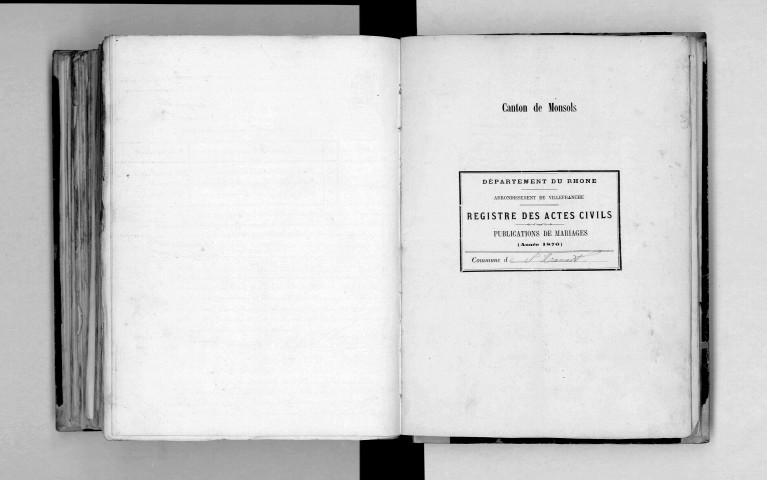 Canton de Monsols
DÉPARTEMENT DU RHONE
ARRONDISSEMENT DE VILLEFRANCHE
REGISTRE DES ACTES CIVILS
PUBLICATIONS DE MARIAGES
(Année 1870)
Commune d